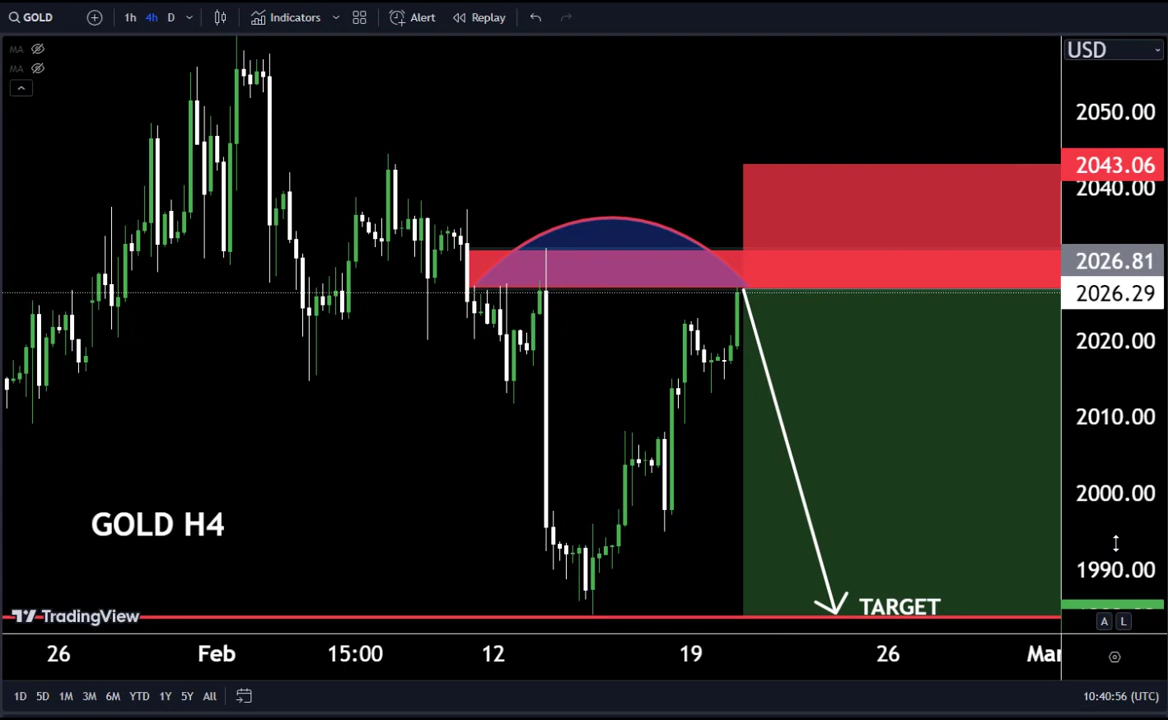 GOLD 1h 4h D Indicators Alert Replay
MA
MA
USD
2050.00
2043.06
2040.00
2026.81
2026.29
2020.00
2010.00
2000.00
GOLD H4
1990.00
TARGET
TradingView
A L
26 Feb 15:00 12 19 26 Mar
1D 5D 1M 3M 6M YTD 1Y 5Y All 10:40:56 (UTC)